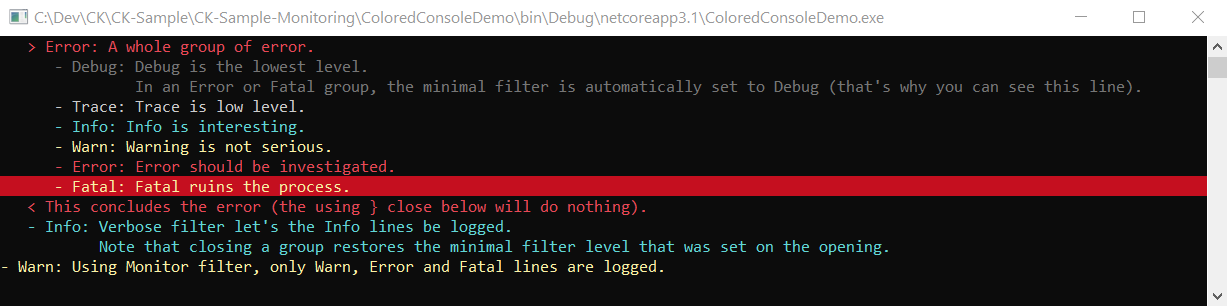 C:\Dev\CK\CK-Sample\CK-Sample-Monitoring\ColoredConsoleDemo\bin\Debug\netcoreapp3.1\ColoredConsoleDemo.exe
> Error: A whole group of error.
- Debug: Debug is the lowest level.
In an Error or Fatal group, the minimal filter is automatically set to Debug (that's why you can see this line).
- Trace: Trace is low level.
- Info: Info is interesting.
- Warn: Warning is not serious.
- Error: Error should be investigated.
- Fatal: Fatal ruins the process.
< This concludes the error (the using } close below will do nothing).
- Info: Verbose filter let's the Info lines be logged.
Note that closing a group restores the minimal filter level that was set on the opening.
- Warn: Using Monitor filter, only Warn, Error and Fatal lines are logged.